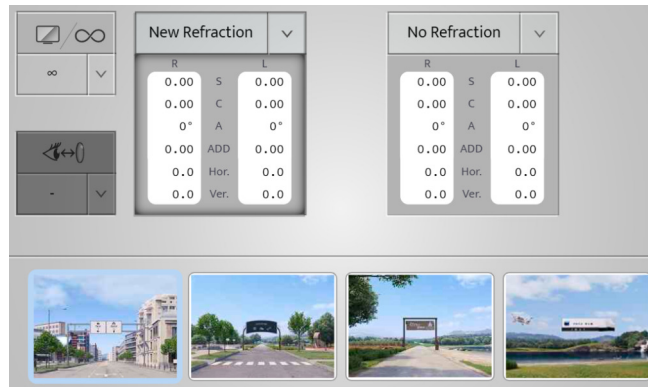 ∞
New Refraction
R L
0.00 S 0.00
0.00 C 0.00
0° A 0°
0.00 ADD 0.00
0.0 Hor. 0.0
0.0 Ver. 0.0
-
No Refraction
R L
0.00 S 0.00
0.00 C 0.00
0° A 0°
0.00 ADD 0.00
0.0 Hor. 0.0
0.0 Ver. 0.0